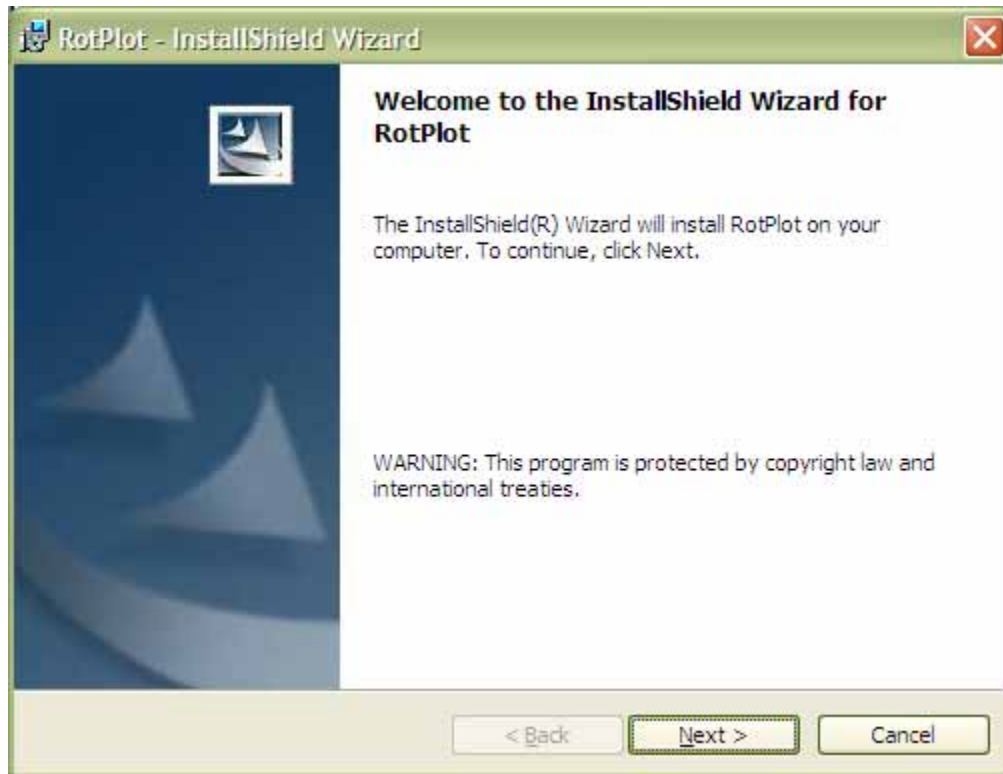 RotPlot - InstallShield Wizard
Welcome to the InstallShield Wizard for
RotPlot
The InstallShield(R) Wizard will install RotPlot on your
computer. To continue, click Next.
WARNING: This program is protected by copyright law and
international treaties.
< Back Next > Cancel